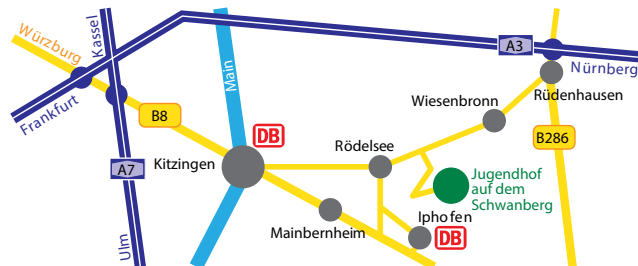 Würzburg
Kassel
A3
Nürnberg
Main
Frankfurt
Rüdenhausen
Wiesenbronn
B8
DB
B286
Kitzingen
Rödelsee
A7
Jugendhof
auf dem
Schwanberg
Iphofen
Mainbernheim
DB
Ulm